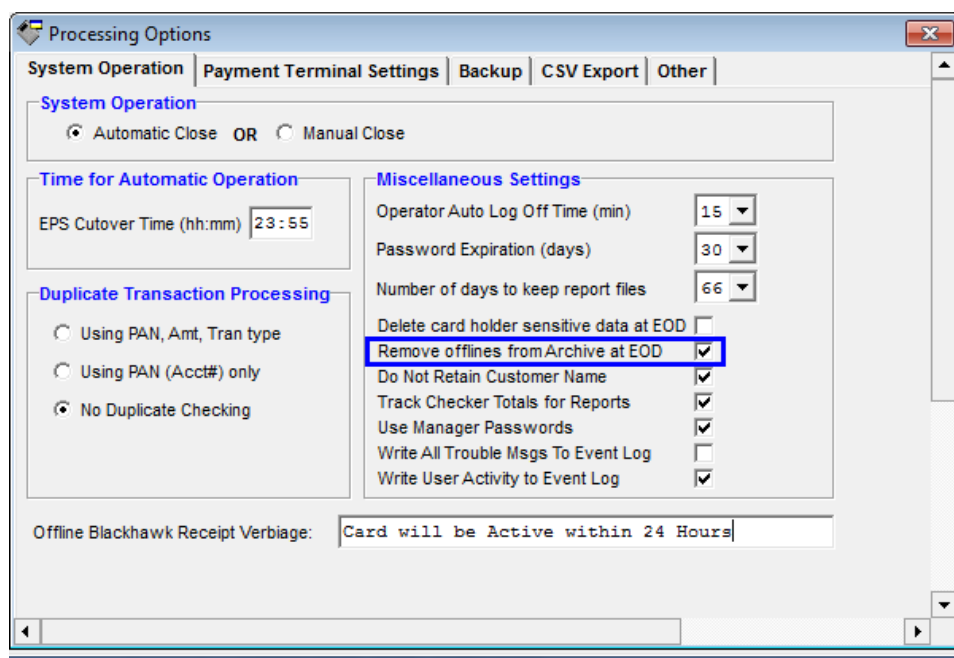 Processing Options
System Operation Payment Terminal Settings Backup CSV Export Other
System Operation
Automatic Close OR Manual Close
Time for Automatic Operation
EPS Cutover Time (hh:mm) 23:55
Duplicate Transaction Processing
Using PAN, Amt, Tran type
Using PAN (Acct#) only
No Duplicate Checking
Miscellaneous Settings
Operator Auto Log Off Time (min) 15
Password Expiration (days) 30
Number of days to keep report files 66
Delete card holder sensitive data at EOD
Remove offlines from Archive at EOD
Do Not Retain Customer Name
Track Checker Totals for Reports
Use Manager Passwords
Write All Trouble Msgs To Event Log
Write User Activity to Event Log
Offline Blackhawk Receipt Verbiage: Card will be Active within 24 Hours